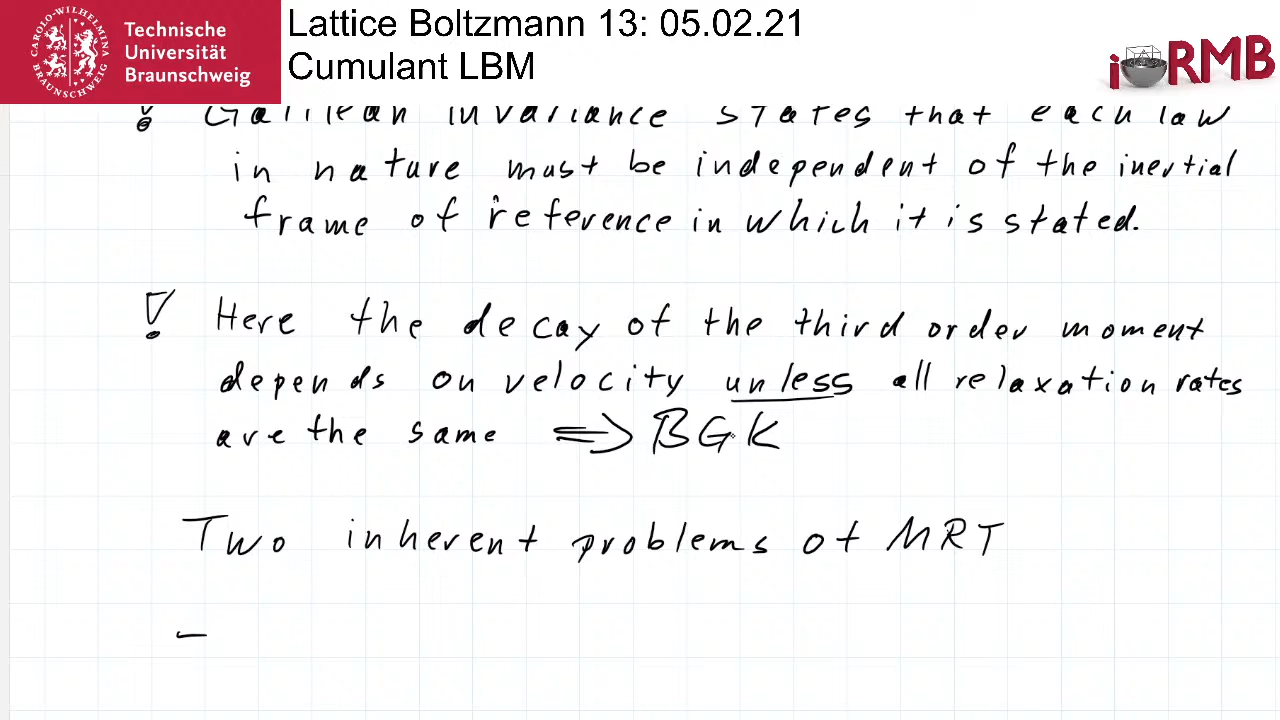 Technische
Universität
Braunschweig
CAROLO-WILHELMINA
BRAUNSCHWEIG
Lattice Boltzmann 13: 05.02.21
Cumulant LBM
iRMB
! Galilean invariance states that each law
in nature must be independent of the inertial
frame of reference in which it is stated.
! Here the decay of the third order moment
depends on velocity unless all relaxation rates
are the same ⟹ BGK
Two inherent problems of MRT
–